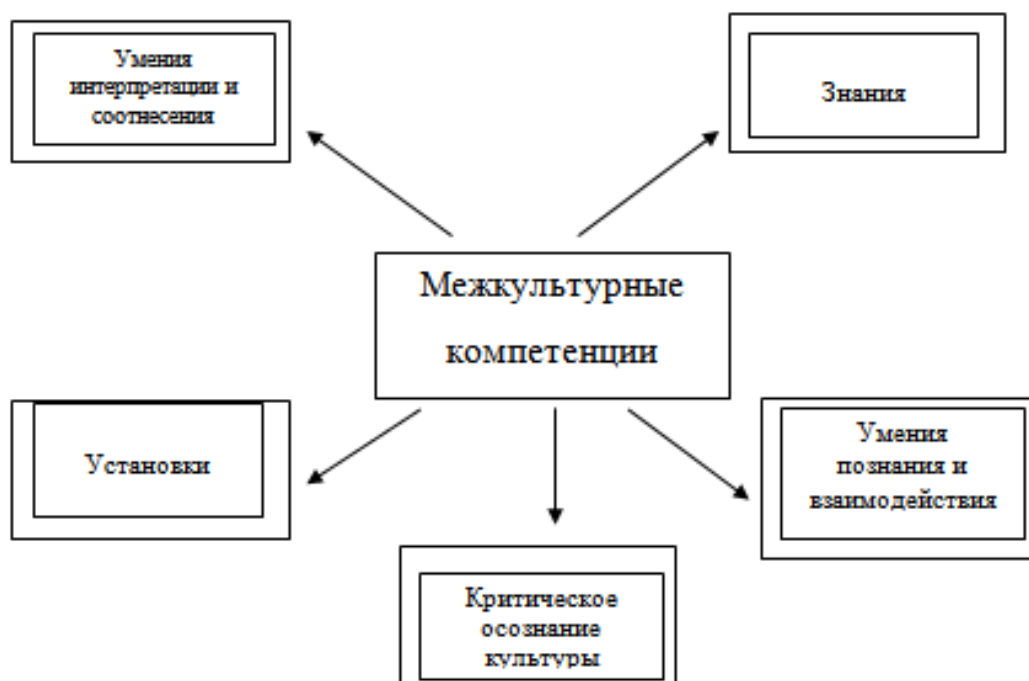 Умения
интерпретации и
соотнесения
Знания
Межкультурные
компетенции
Установки
Умения
познания и
взаимодействия
Критическое
осознание
культуры